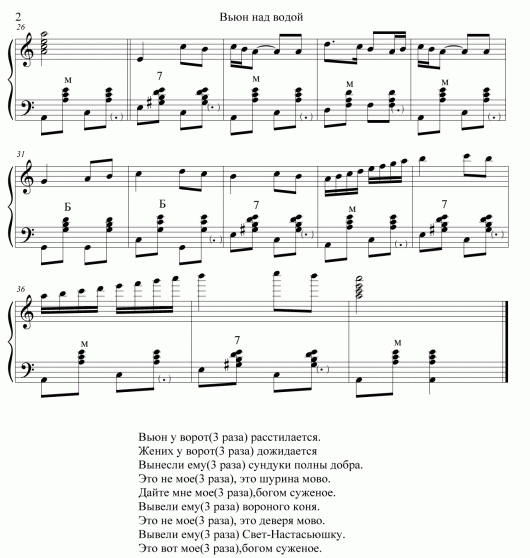 2
Вьюн над водой
26
м
7
м
м
м
31
Б
Б
7
м
7
36
м
7
м
м
Вьюн у ворот(3 раза) расстилается.
Жених у ворот(3 раза) дожидается
Вынесли ему(3 раза) сундуки полны добра.
Это не мое(3 раза), это шурина мово.
Дайте мне мое(3 раза),богом суженое.
Вывели ему(3 раза) вороного коня.
Это не мое(3 раза), это деверя мово.
Вывели ему(3 раза) Свет-Настасьюшку.
Это вот мое(3 раза),богом суженое.